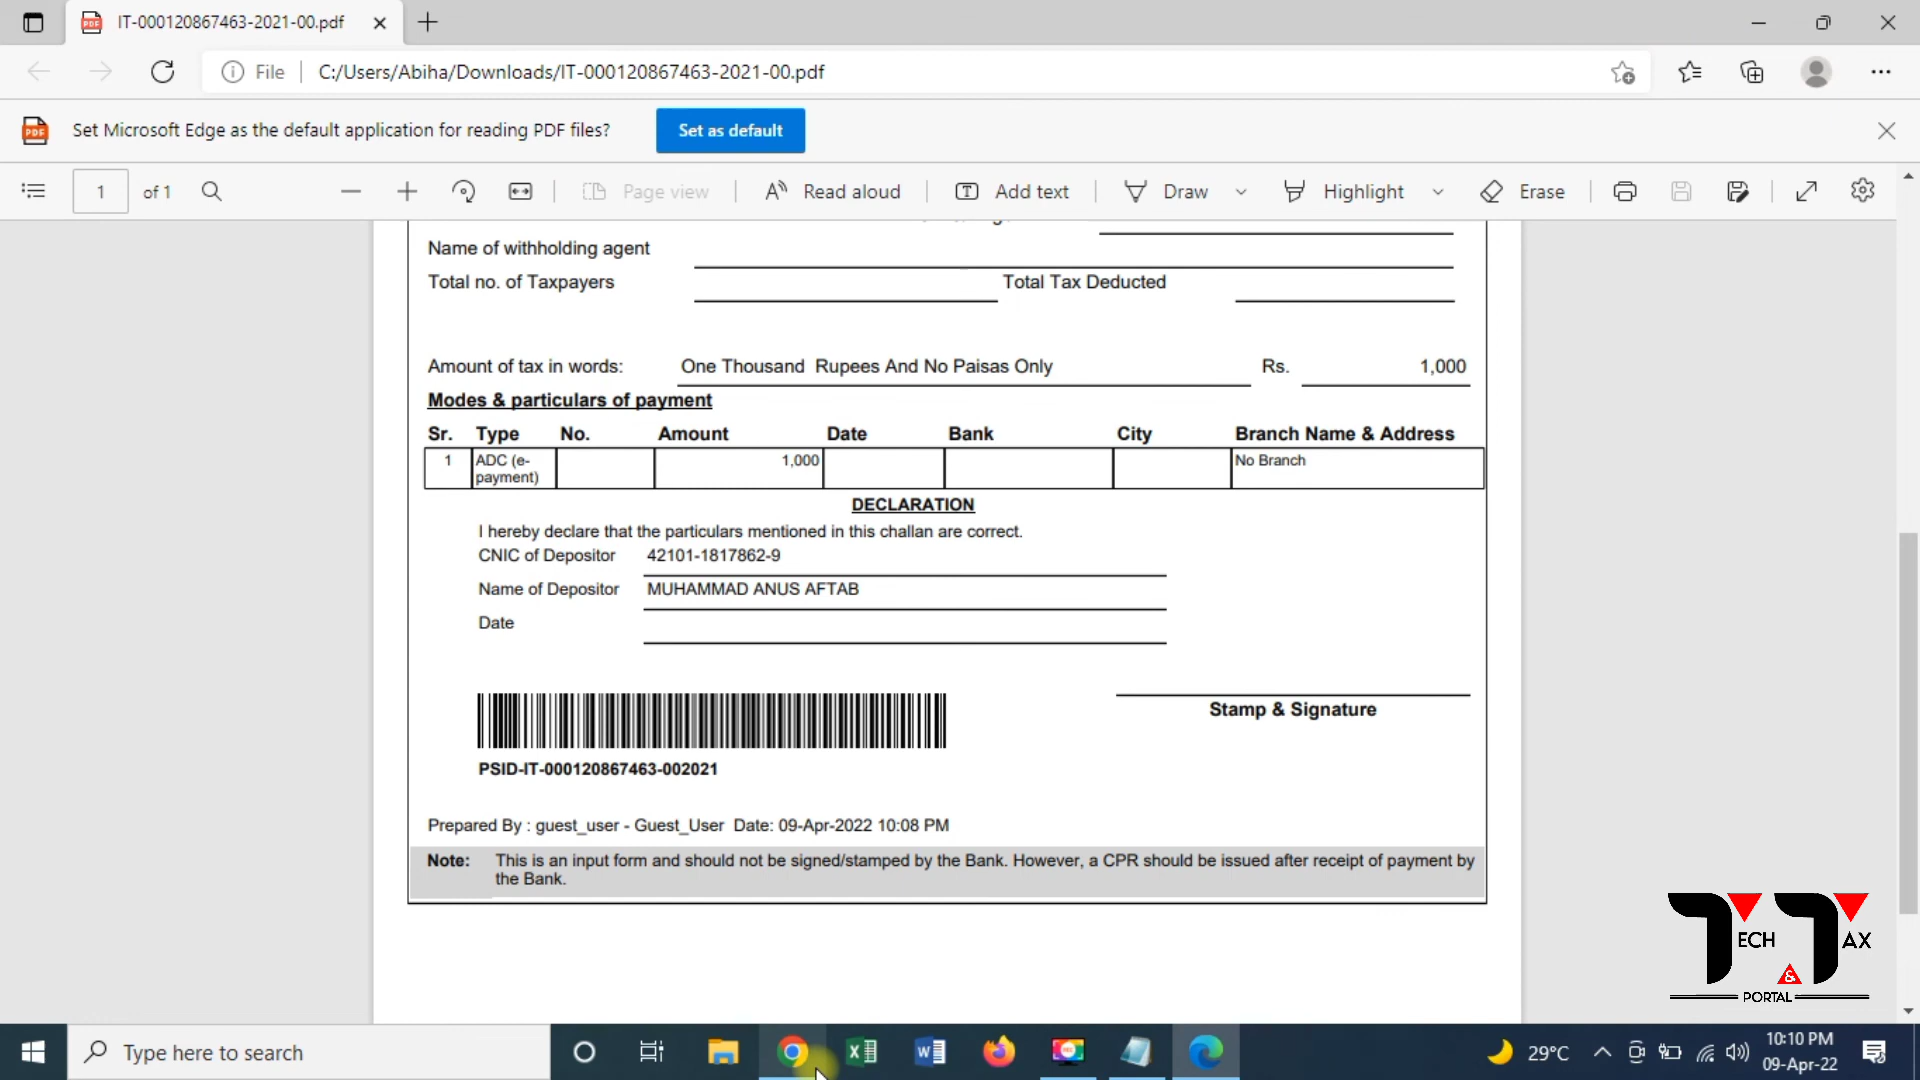 IT-000120867463-2021-00.pdf
File C:/Users/Abiha/Downloads/IT-000120867463-2021-00.pdf
Set Microsoft Edge as the default application for reading PDF files? Set as default
1 of 1 Page view Read aloud Add text Draw Highlight Erase
Name of withholding agent
Total no. of Taxpayers Total Tax Deducted
Amount of tax in words: One Thousand Rupees And No Paisas Only Rs. 1,000
Modes & particulars of payment
Sr. Type No. Amount Date Bank City Branch Name & Address
1 ADC (e- 1,000 No Branch
payment)
DECLARATION
I hereby declare that the particulars mentioned in this challan are correct.
CNIC of Depositor 42101-1817862-9
Name of Depositor MUHAMMAD ANUS AFTAB
Date
Stamp & Signature
PSID-IT-000120867463-002021
Prepared By : guest_user - Guest_User Date: 09-Apr-2022 10:08 PM
Note: This is an input form and should not be signed/stamped by the Bank. However, a CPR should be issued after receipt of payment by
the Bank.
TECH & TAX
PORTAL
Type here to search
29°C
10:10 PM
09-Apr-22